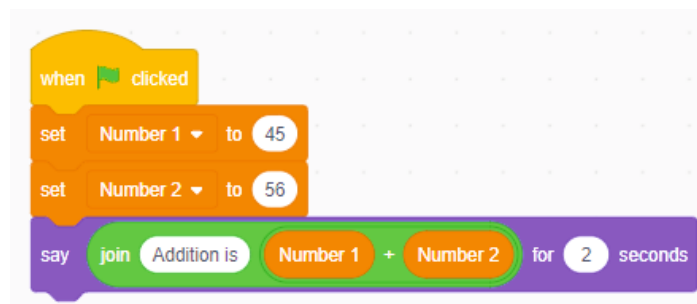 when clicked
set Number 1 to 45
set Number 2 to 56
say join Addition is Number 1 + Number 2 for 2 seconds